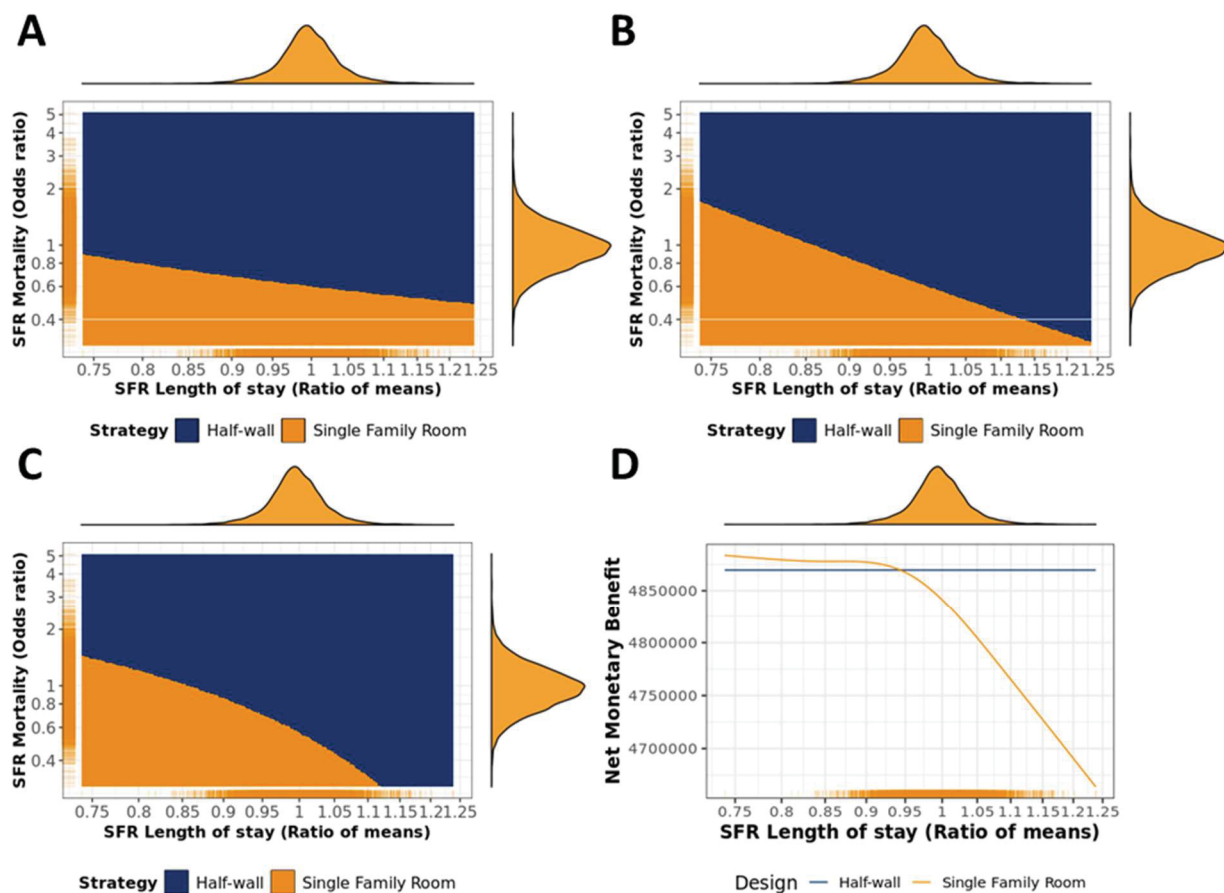 A
SFR Mortality (Odds ratio)
5
4
3
2
1
0.8
0.6
0.4
0.75 0.8 0.85 0.9 0.95 1 1.05 1.1 1.15 1.2 1.25
SFR Length of stay (Ratio of means)
Strategy Half-wall Single Family Room
B
SFR Mortality (Odds ratio)
5
4
3
2
1
0.8
0.6
0.4
0.75 0.8 0.85 0.9 0.95 1 1.05 1.1 1.15 1.2 1.25
SFR Length of stay (Ratio of means)
Strategy Half-wall Single Family Room
C
SFR Mortality (Odds ratio)
5
4
3
2
1
0.8
0.6
0.4
0.75 0.8 0.85 0.9 0.95 1 1.05 1.1 1.15 1.2 1.25
SFR Length of stay (Ratio of means)
Strategy Half-wall Single Family Room
D
Net Monetary Benefit
4850000
4800000
4750000
4700000
0.75 0.8 0.85 0.9 0.95 1 1.05 1.1 1.15 1.2 1.25
SFR Length of stay (Ratio of means)
Design Half-wall Single Family Room